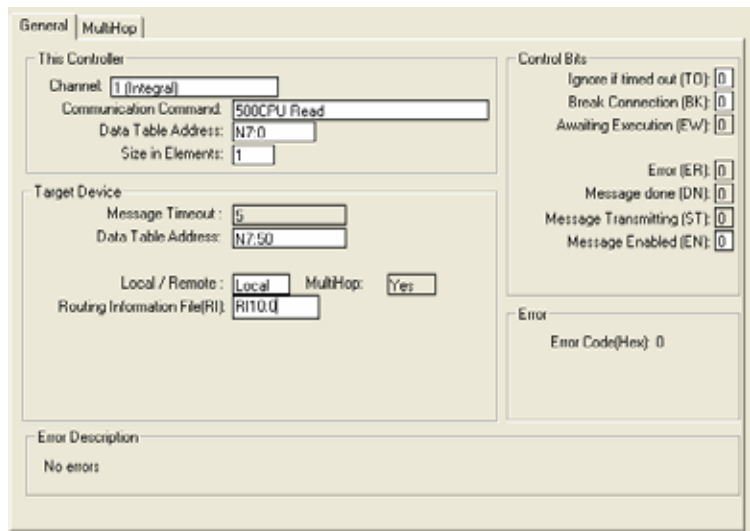 General MultiHop
This Controller
Channel: 1 (Integral)
Communication Command: 500CPU Read
Data Table Address: N7:0
Size in Elements: 1
Target Device
Message Timeout : 5
Data Table Address: N7:50
Local / Remote : Local MultiHop: Yes
Routing Information File(RI): RI10:0
Control Bits
Ignore if timed out (TO): 0
Break Connection (BK): 0
Awaiting Execution (EW): 0
Error (ER): 0
Message done (DN): 0
Message Transmitting (ST): 0
Message Enabled (EN): 0
Error
Error Code(Hex): 0
Error Description
No errors